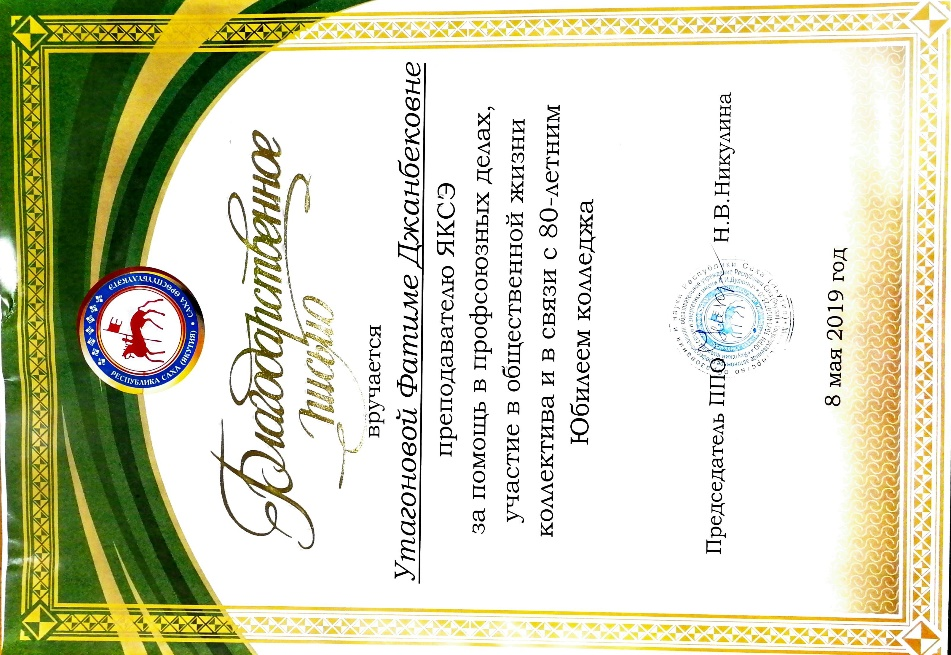 САХА ӨРӨСПҮҮБҮЛҮКЭТЭ
РЕСПУБЛИКА САХА (ЯКУТИЯ)
Благодарственное
письмо
вручается
Утагоновой Фатиме Джанбековне
преподавателю ЯКСЭ
за помощь в профсоюзных делах,
участие в общественной жизни
коллектива и в связи с 80-летним
Юбилеем колледжа
Председатель ППО Н.В.Никулина
8 мая 2019 год